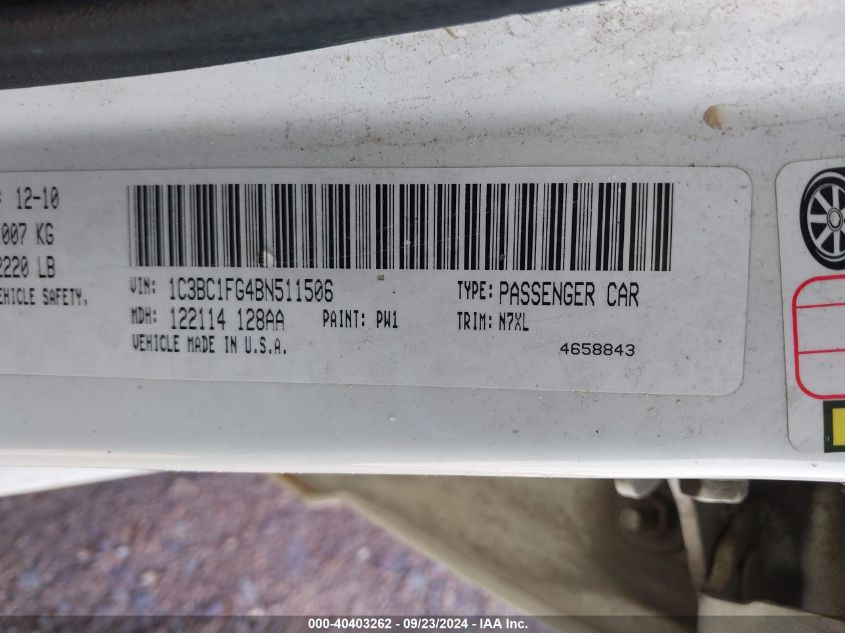 : 12-10
007 KG
2220 LB
EHICLE SAFETY,
VIN: 1C3BC1FG4BN511506 TYPE: PASSENGER CAR
MDH: 122114 128AA PAINT: PW1 TRIM: N7XL
VEHICLE MADE IN U.S.A. 4658843
000-40403262 - 09/23/2024 - IAA Inc.